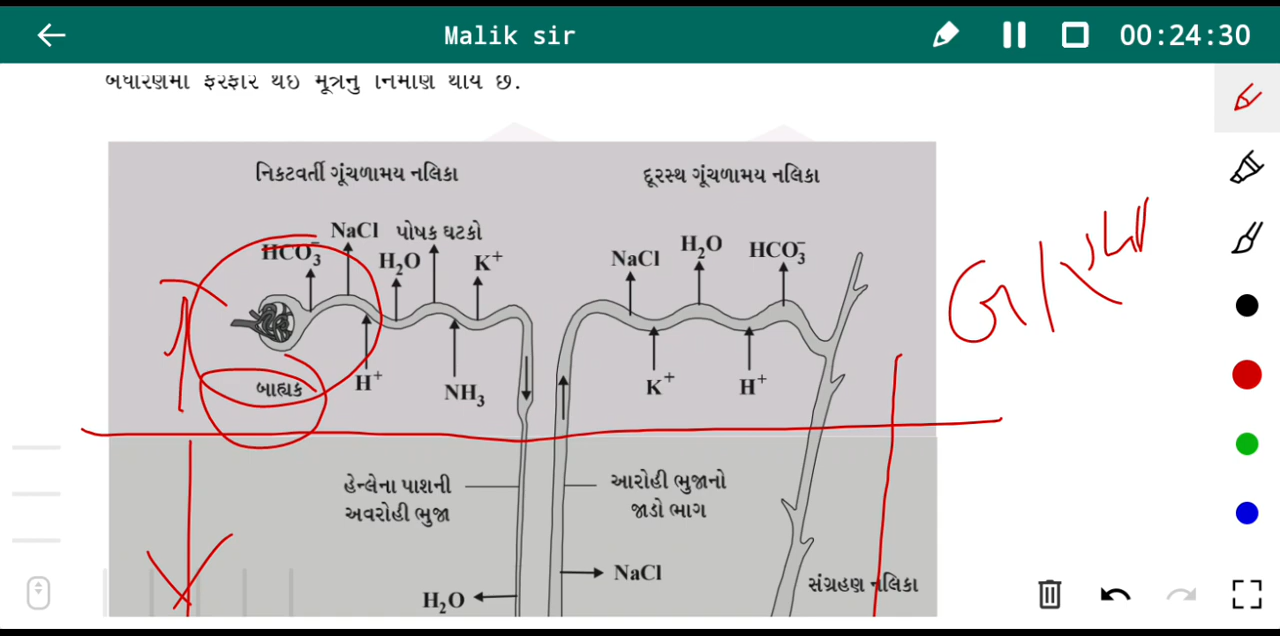 Malik sir
00:24:30
બંધારણમાં ફેરફાર થઇ મૂત્રનું નિર્માણ થાય છે.
નિકટવર્તી ગૂંચળામય નલિકા
દૂરસ્થ ગૂંચળામય નલિકા
HCO₃⁻
NaCl
પોષક ઘટકો
H₂O
K⁺
NaCl
H₂O
HCO₃⁻
બાહ્યક
H⁺
NH₃
K⁺
H⁺
હેન્લેના પાશની
અવરોહી ભુજા
આરોહી ભુજાનો
જાડો ભાગ
NaCl
સંગ્રહણ નલિકા
H₂O